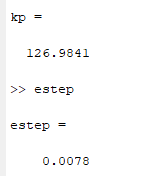 kp =
126.9841
>> estep
estep =
0.0078